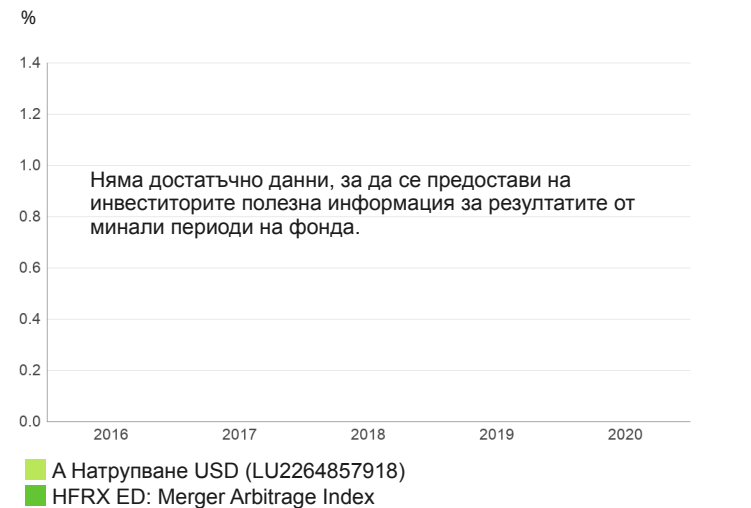 %
1.4
1.2
1.0
Няма достатъчно данни, за да се предостави на
инвеститорите полезна информация за резултатите от
0.8
минали периоди на фонда.
0.6
0.4
0.2
0.0
2016 2017 2018 2019 2020
А Натрупване USD (LU2264857918)
HFRX ED: Merger Arbitrage Index